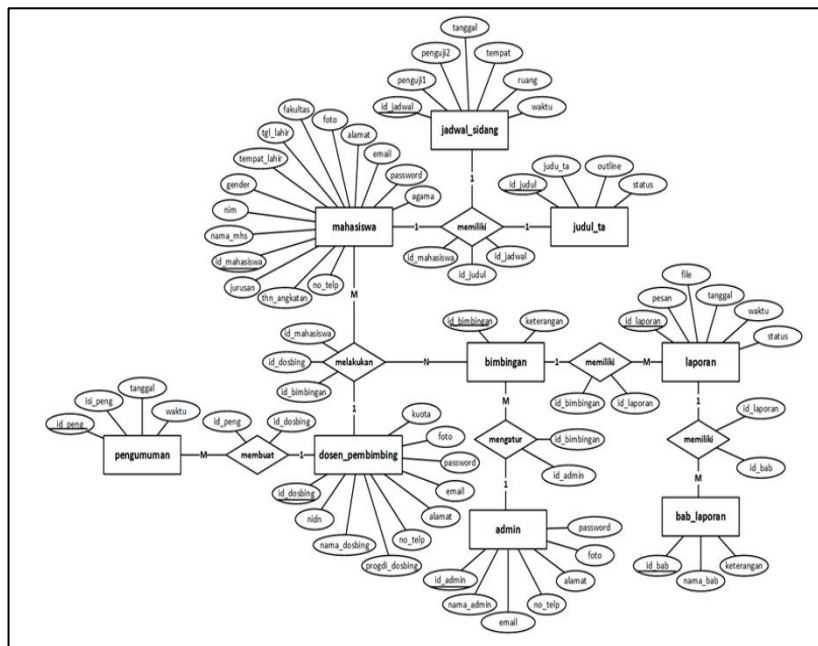 tanggal
penguji2
tempat
penguji1
ruang
id_jadwal
waktu
jadwal_sidang
fakultas
foto
tgl_lahir
alamat
tempat_lahir
email
gender
password
nim
agama
nama_mhs
mahasiswa
id_mahasiswa
jurusan
thn_angkatan
no_telp
1
1
memiliki
1
id_mahasiswa
id_judul
id_jadwal
judu_ta
outline
id_judul
status
judul_ta
M
id_mahasiswa
id_dosbing
melakukan
id_bimbingan
N
1
id_bimbingan
keterangan
bimbingan
1
memiliki
M
id_bimbingan
id_laporan
file
pesan
tanggal
id_laporan
waktu
status
laporan
1
id_laporan
memiliki
id_bab
M
bab_laporan
id_bab
nama_bab
keterangan
M
mengatur
id_bimbingan
id_admin
1
admin
password
foto
alamat
id_admin
no_telp
nama_admin
email
tanggal
isi_peng
waktu
id_peng
pengumuman
M
id_peng
id_dosbing
membuat
1
dosen_pembimbing
kuota
foto
password
email
alamat
id_dosbing
nidn
no_telp
nama_dosbing
progdi_dosbing